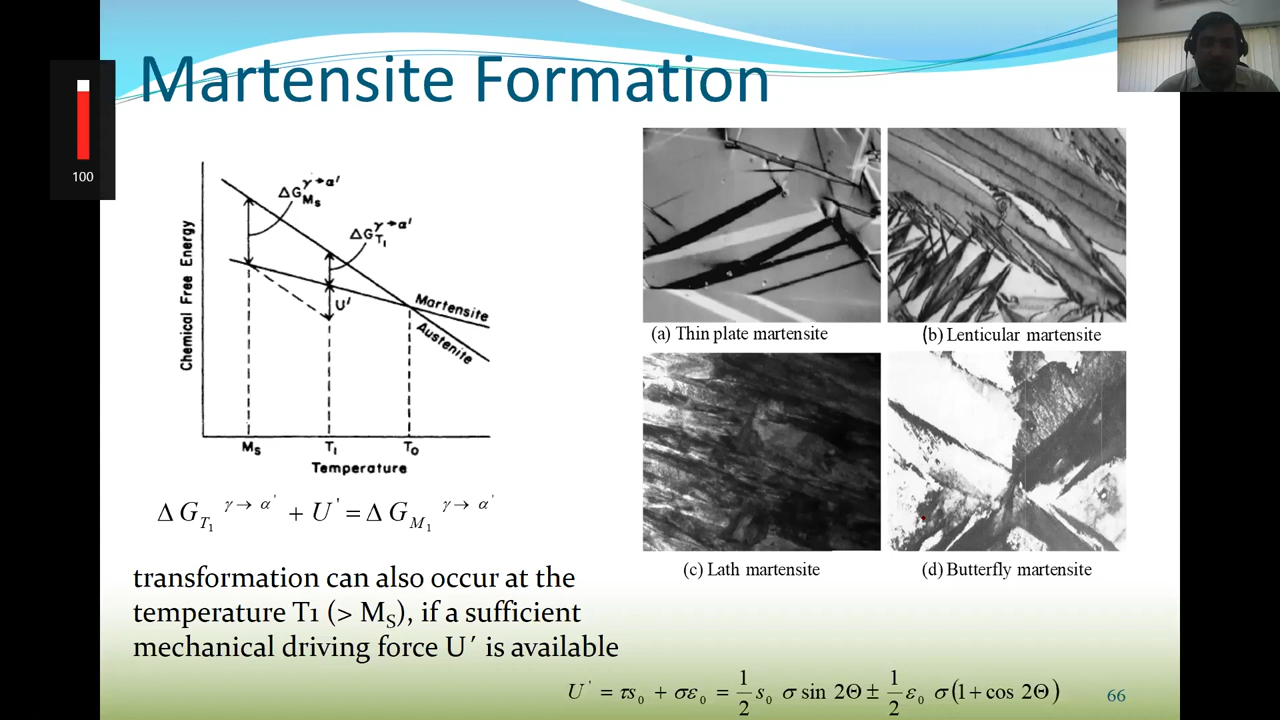 Martensite Formation
100
ΔG_Ms^γ→α'
ΔG_T₁^γ→α'
U'
Martensite
Austenite
Chemical Free Energy
Ms T₁ T₀
Temperature
ΔG_T₁^γ→α' + U' = ΔG_M₁^γ→α'
transformation can also occur at the
temperature T1 (> M_S), if a sufficient
mechanical driving force U′ is available
(a) Thin plate martensite
(b) Lenticular martensite
(c) Lath martensite
(d) Butterfly martensite
U' = τs₀ + σε₀ = 1/2 s₀ σ sin 2Θ ± 1/2 ε₀ σ(1 + cos 2Θ)
66